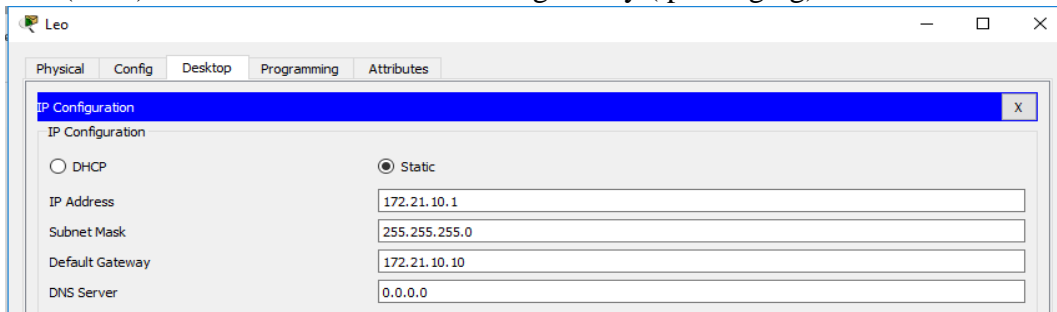 Leo
Physical Config Desktop Programming Attributes
IP Configuration X
IP Configuration
DHCP Static
IP Address 172.21.10.1
Subnet Mask 255.255.255.0
Default Gateway 172.21.10.10
DNS Server 0.0.0.0